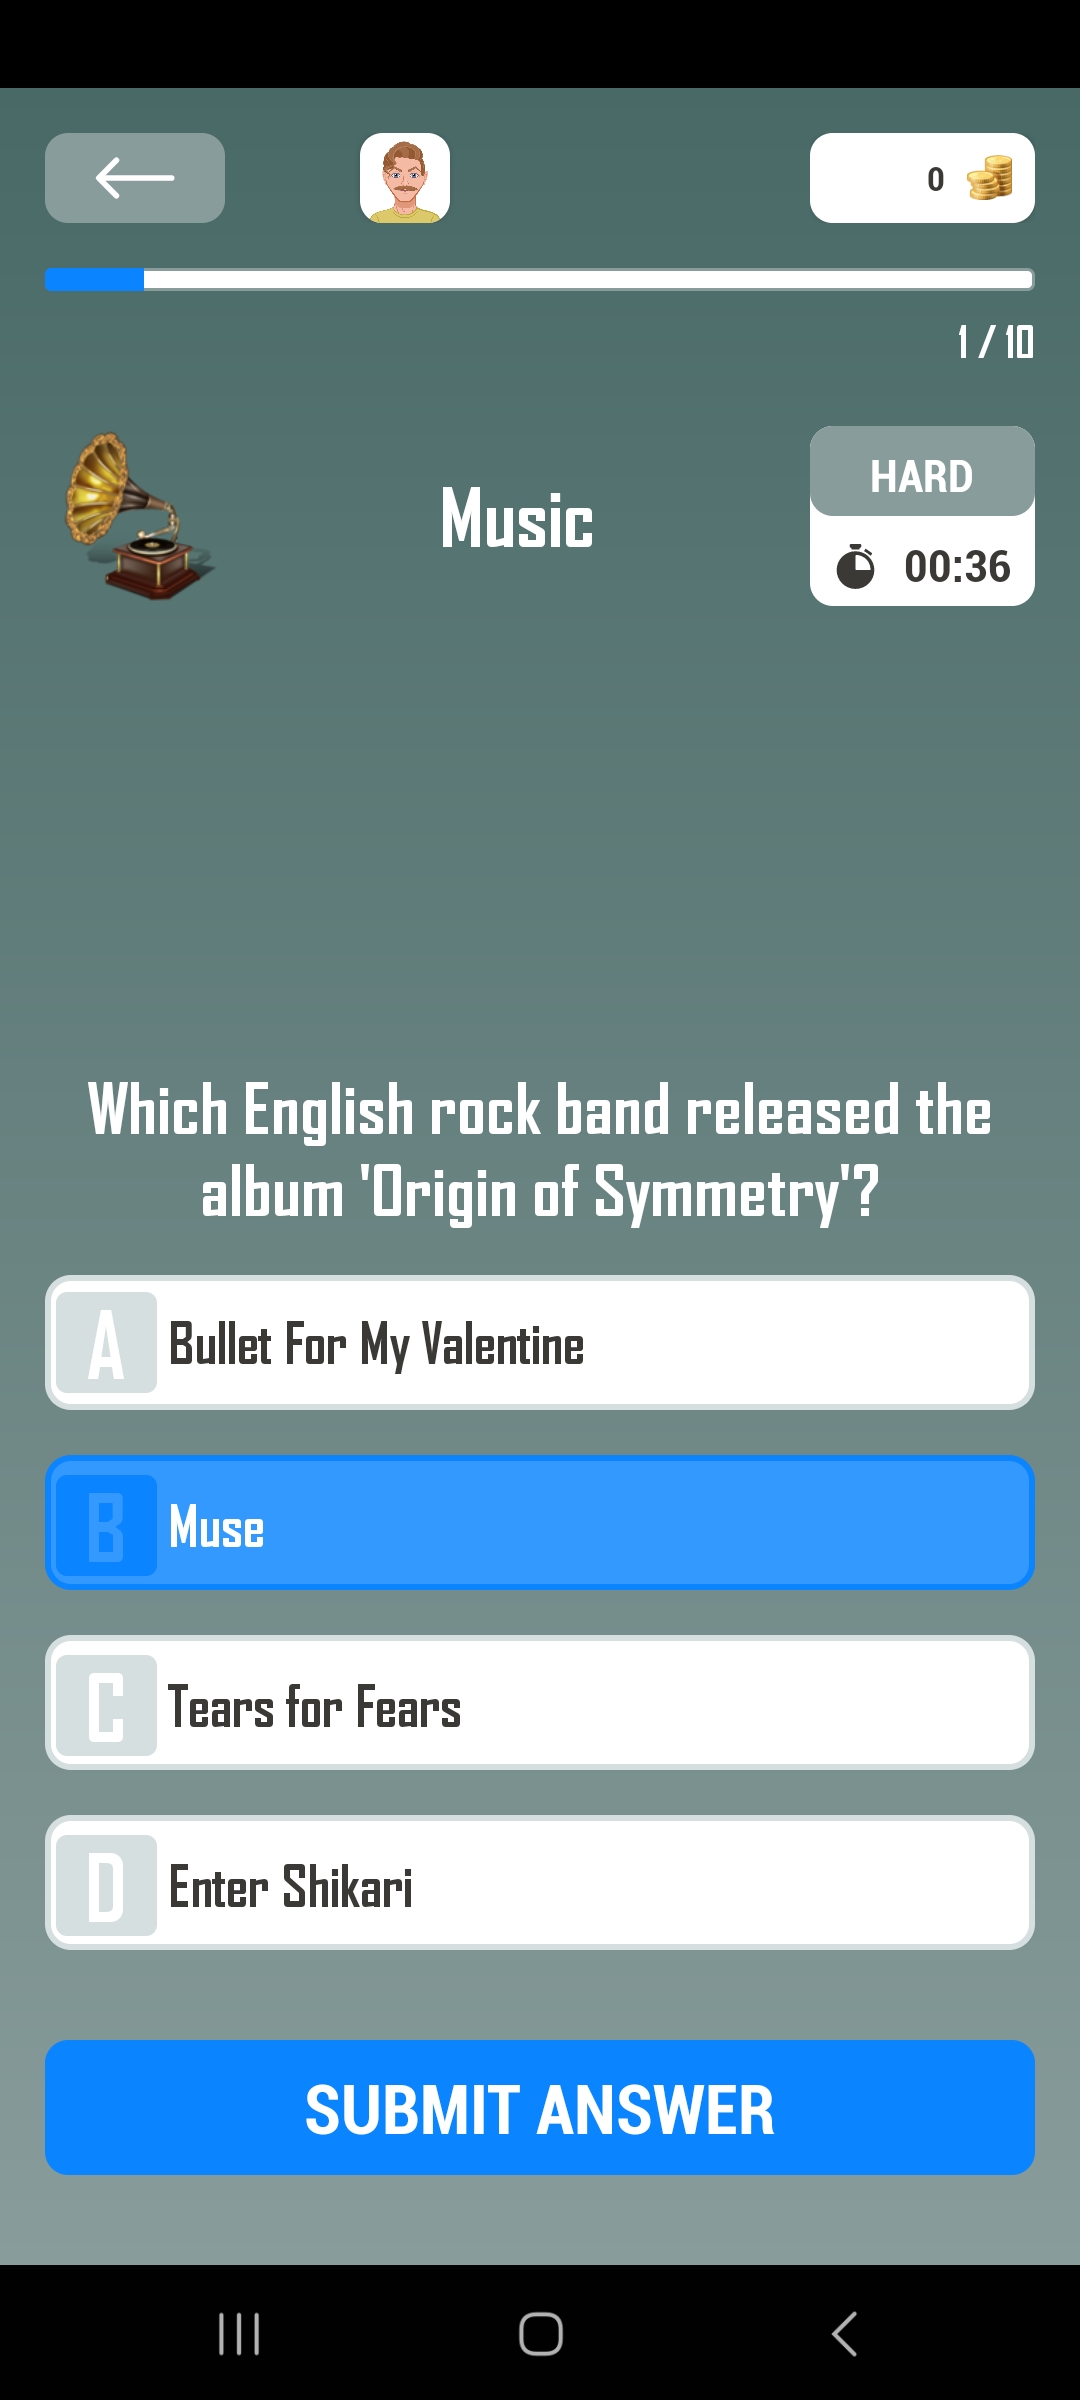 0
1 / 10
HARD
Music
00:36
Which English rock band released the
album 'Origin of Symmetry'?
A Bullet For My Valentine
B Muse
C Tears for Fears
D Enter Shikari
SUBMIT ANSWER